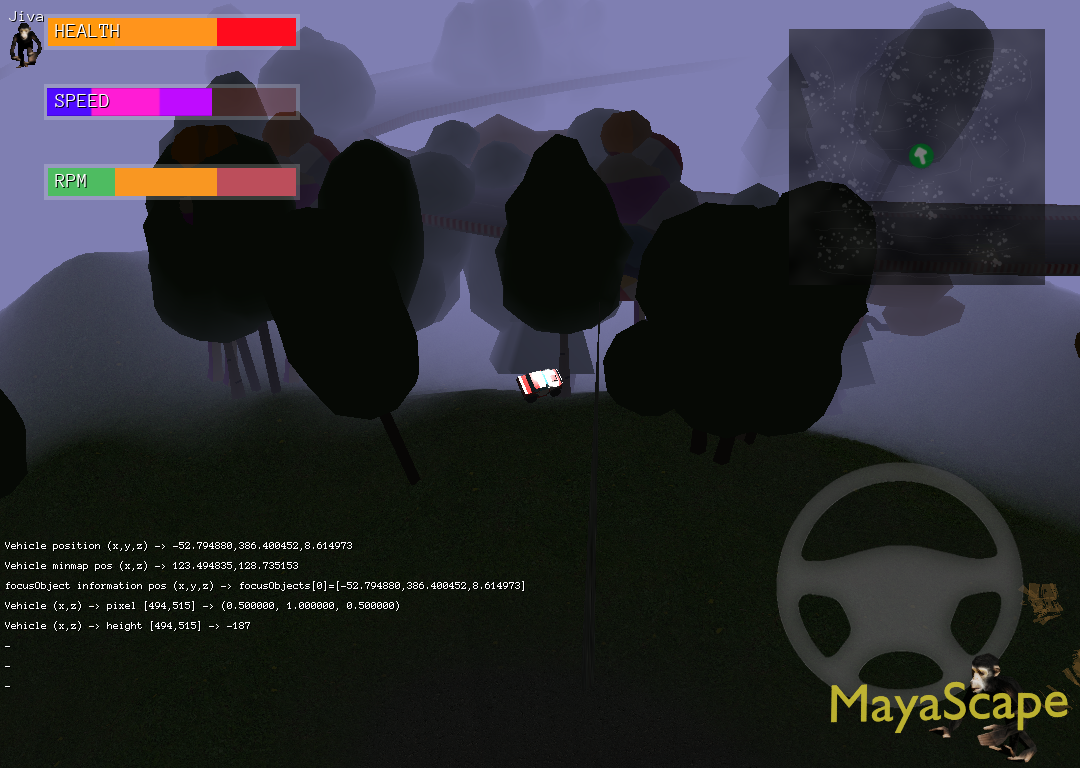 Jiva
HEALTH
SPEED
RPM
Vehicle position (x,y,z) -> -52.794880,386.400452,8.614973
Vehicle minmap pos (x,z) -> 123.494835,128.735153
focusObject information pos (x,y,z) -> focusObjects[0]=[-52.794880,386.400452,8.614973]
Vehicle (x,z) -> pixel [494,515] -> (0.500000, 1.000000, 0.500000)
Vehicle (x,z) -> height [494,515] -> -187
-
-
-
MayaScape